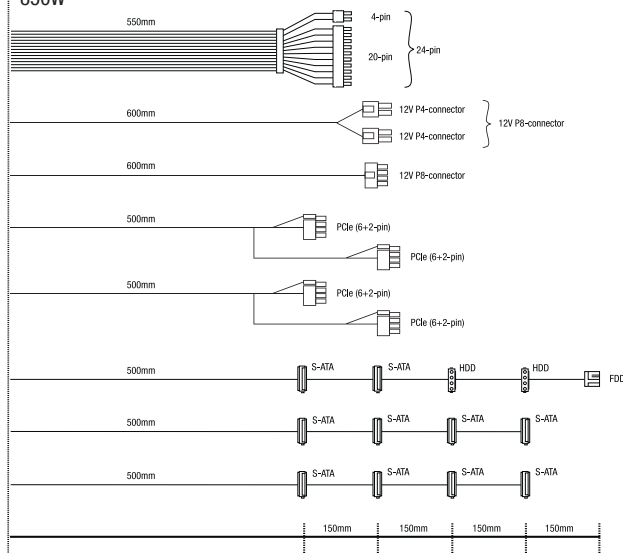 850W
550mm
4-pin
20-pin
24-pin
600mm
12V P4-connector
12V P4-connector
12V P8-connector
600mm
12V P8-connector
500mm
PCIe (6+2-pin)
PCIe (6+2-pin)
500mm
PCIe (6+2-pin)
PCIe (6+2-pin)
500mm S-ATA S-ATA HDD HDD FDD
500mm S-ATA S-ATA S-ATA S-ATA
500mm S-ATA S-ATA S-ATA S-ATA
150mm 150mm 150mm 150mm